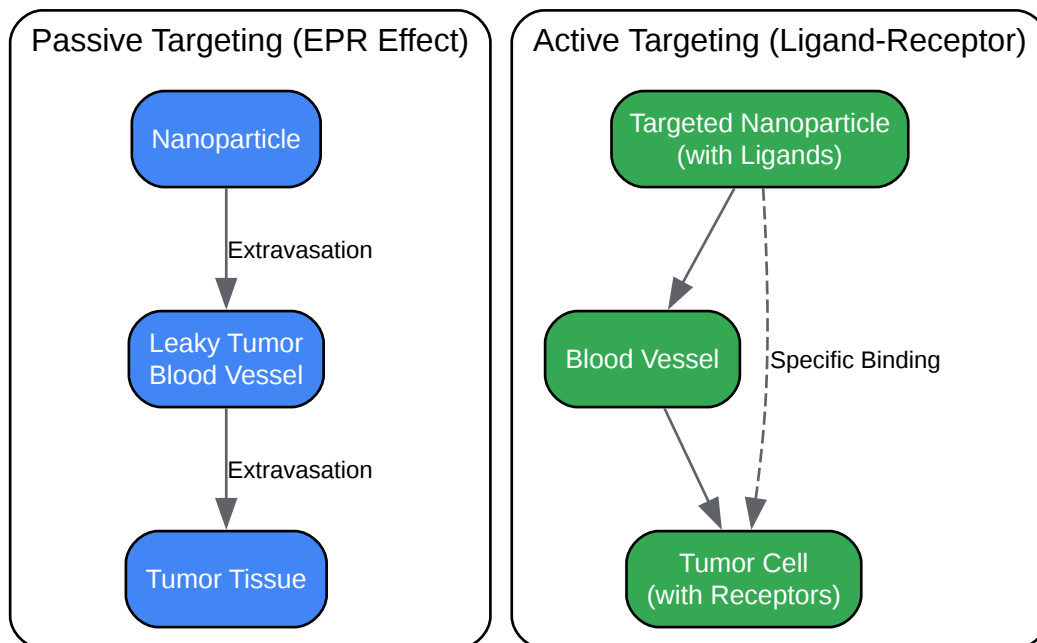 Passive Targeting (EPR Effect)
Nanoparticle
Extravasation
Leaky Tumor
Blood Vessel
Extravasation
Tumor Tissue
Active Targeting (Ligand-Receptor)
Targeted Nanoparticle
(with Ligands)
Blood Vessel
Specific Binding
Tumor Cell
(with Receptors)